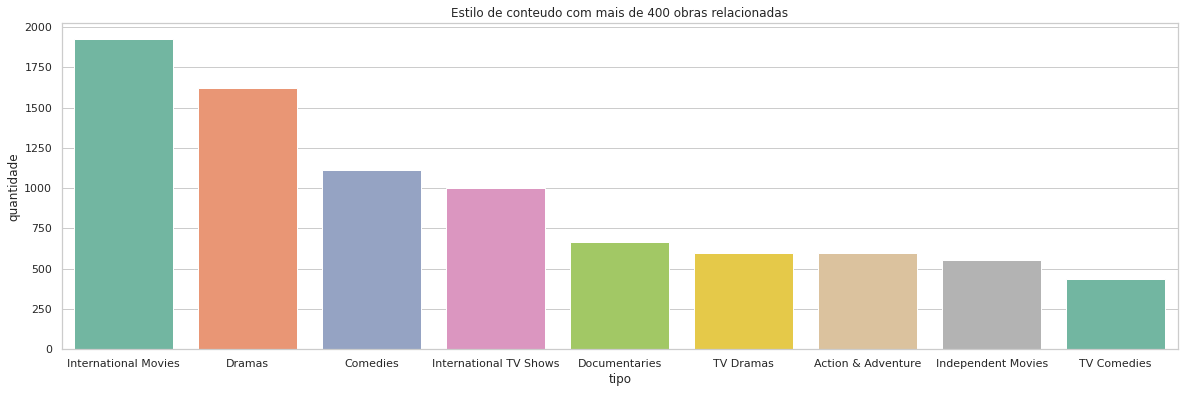 Estilo de conteudo com mais de 400 obras relacionadas
2000
1750
1500
1250
1000
750
500
250
0
quantidade
International Movies
Dramas
Comedies
International TV Shows
Documentaries
TV Dramas
Action & Adventure
Independent Movies
TV Comedies
tipo